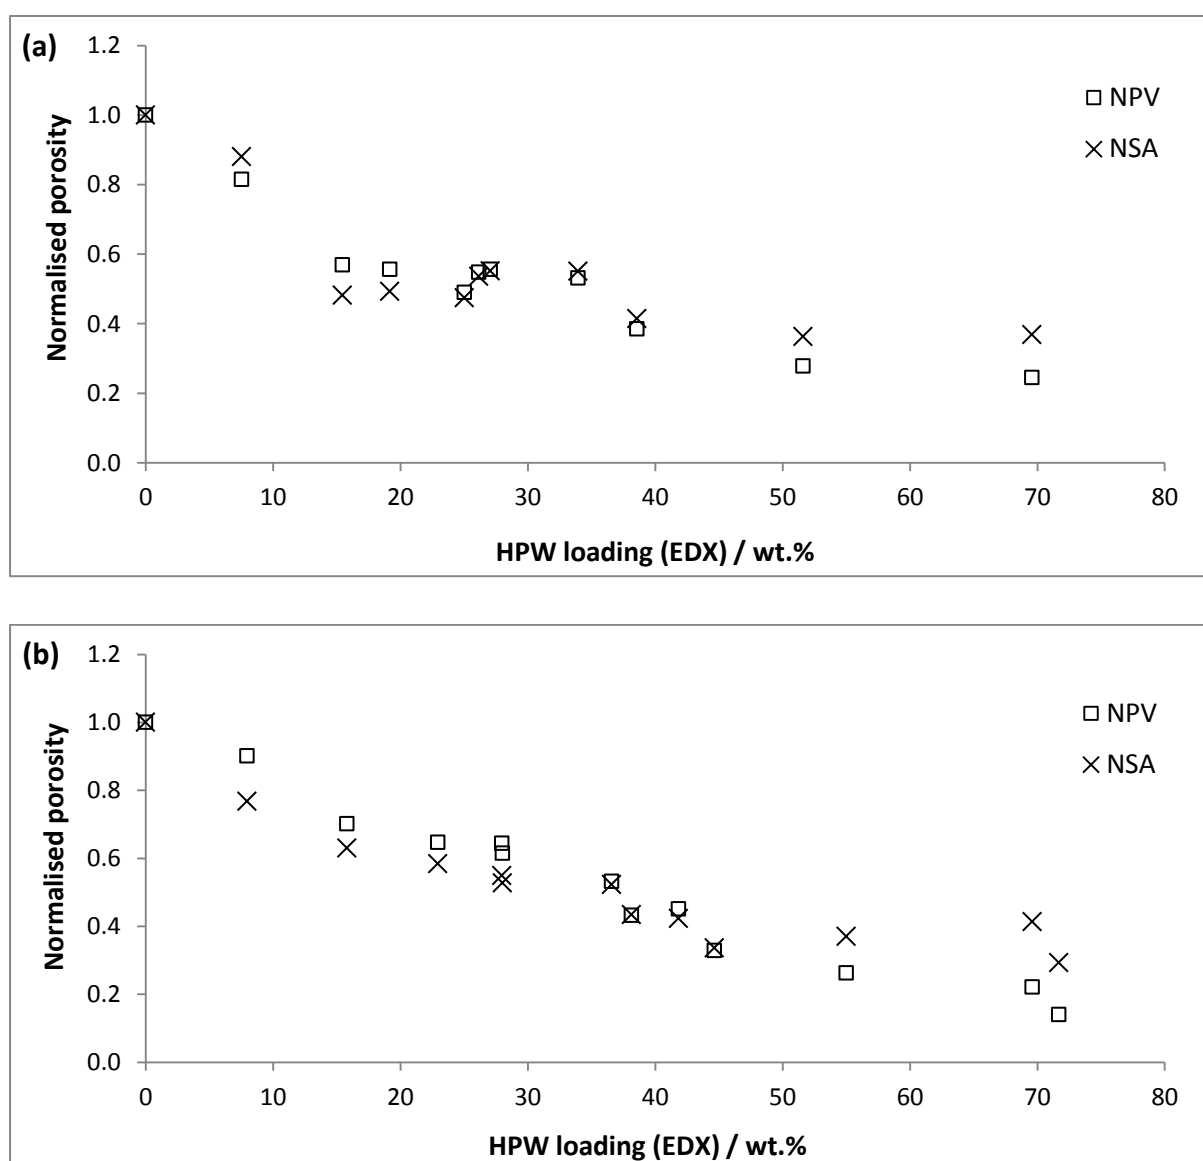 (a)
1.2
1.0
0.8
0.6
0.4
0.2
0.0
Normalised porosity
NPV
NSA
0 10 20 30 40 50 60 70 80
HPW loading (EDX) / wt.%
(b)
1.2
1.0
0.8
0.6
0.4
0.2
0.0
Normalised porosity
NPV
NSA
0 10 20 30 40 50 60 70 80
HPW loading (EDX) / wt.%